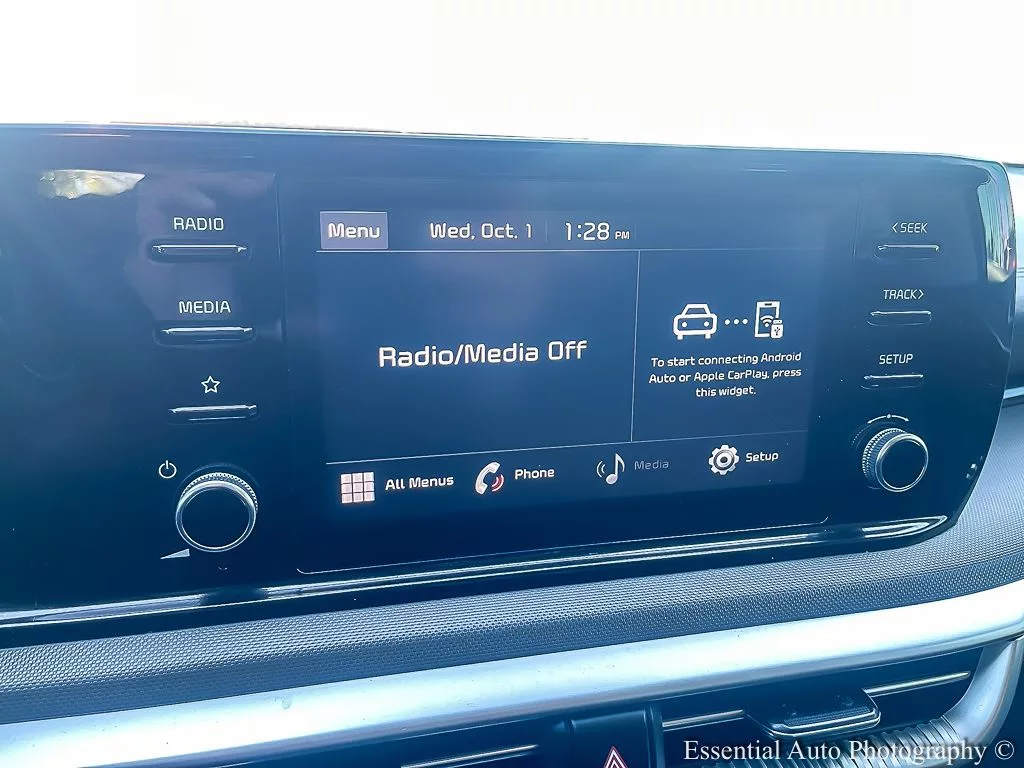 RADIO
MEDIA
Menu
Wed, Oct. 1
1:28 PM
Radio/Media Off
To start connecting Android
Auto or Apple CarPlay, press
this widget.
All Menus
Phone
Media
Setup
<SEEK
TRACK>
SETUP
Essential Auto Photography ©